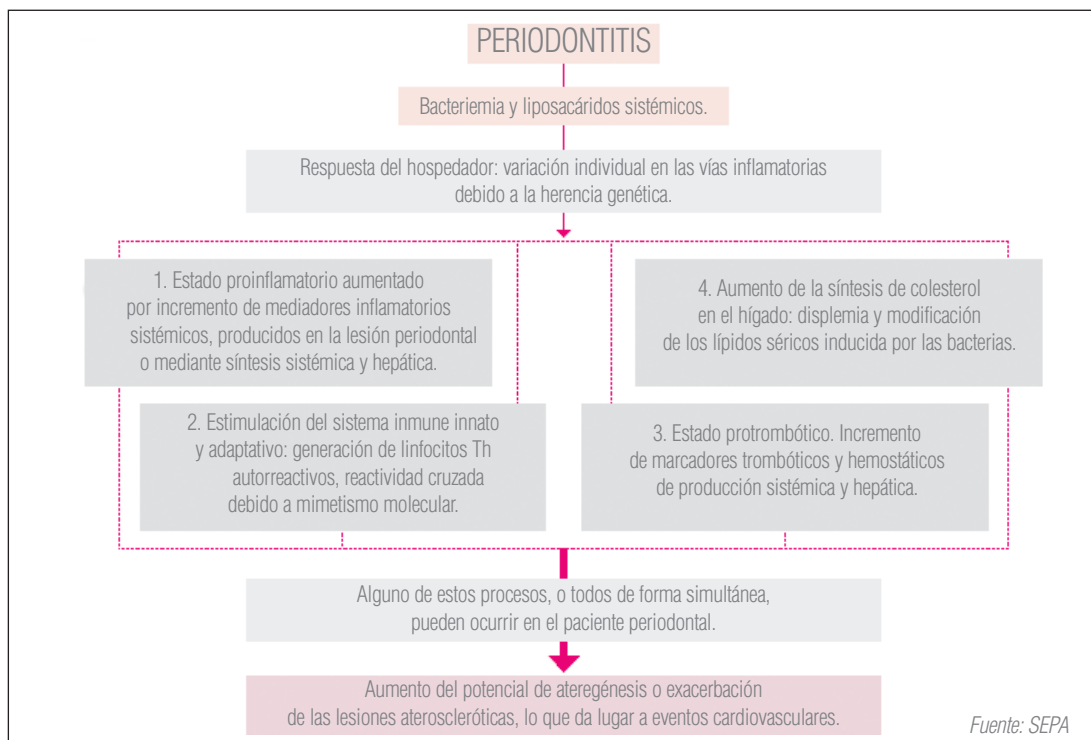 PERIODONTITIS
Bacteriemia y liposacáridos sistémicos.
Respuesta del hospedador: variación individual en las vías inflamatorias
debido a la herencia genética.
1. Estado proinflamatorio aumentado
por incremento de mediadores inflamatorios
sistémicos, producidos en la lesión periodontal
o mediante síntesis sistémica y hepática.
2. Estimulación del sistema inmune innato
y adaptativo: generación de linfocitos Th
autorreactivos, reactividad cruzada
debido a mimetismo molecular.
3. Estado protrombótico. Incremento
de marcadores trombóticos y hemostáticos
de producción sistémica y hepática.
4. Aumento de la síntesis de colesterol
en el hígado: displemia y modificación
de los lípidos séricos inducida por las bacterias.
Alguno de estos procesos, o todos de forma simultánea,
pueden ocurrir en el paciente periodontal.
Aumento del potencial de ateregénesis o exacerbación
de las lesiones ateroscleróticas, lo que da lugar a eventos cardiovasculares.
Fuente: SEPA